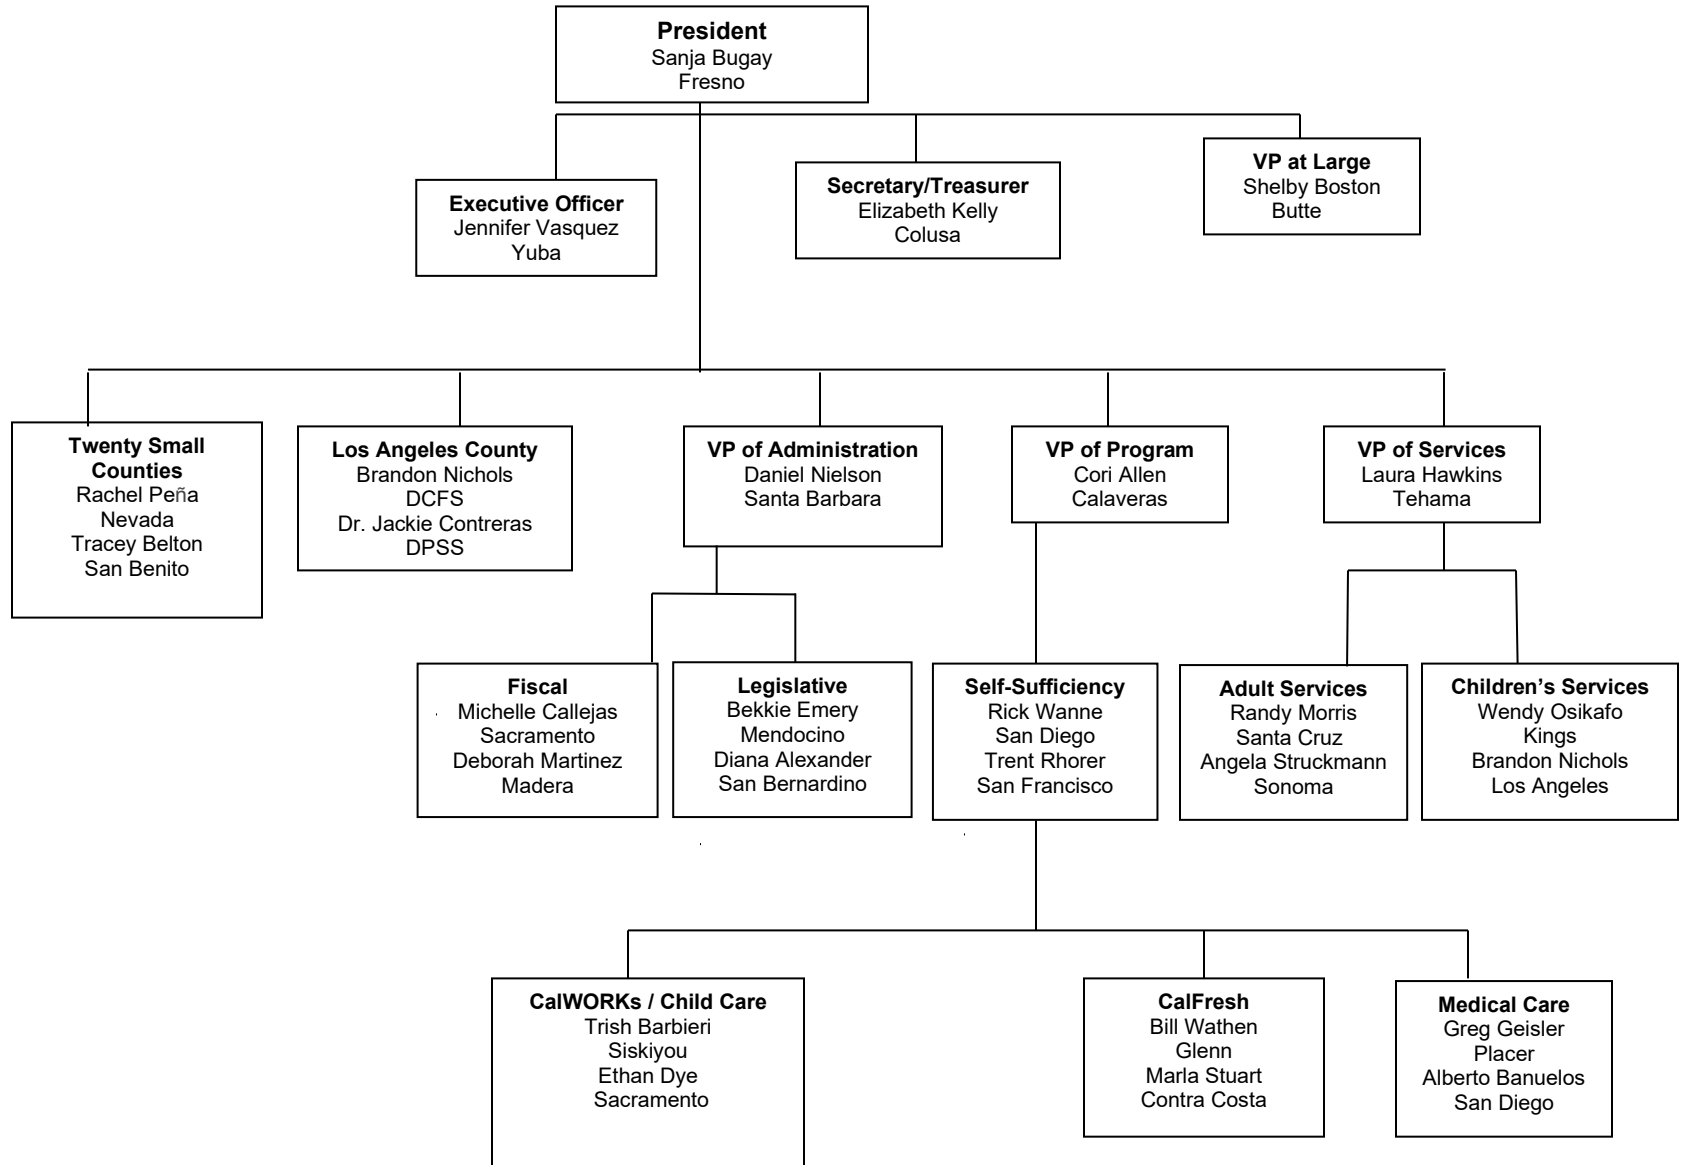 President
Sanja Bugay
Fresno
Executive Officer
Jennifer Vasquez
Yuba
Secretary/Treasurer
Elizabeth Kelly
Colusa
VP at Large
Shelby Boston
Butte
Twenty Small
Counties
Rachel Peña
Nevada
Tracey Belton
San Benito
Los Angeles County
Brandon Nichols
DCFS
Dr. Jackie Contreras
DPSS
VP of Administration
Daniel Nielson
Santa Barbara
VP of Program
Cori Allen
Calaveras
VP of Services
Laura Hawkins
Tehama
Fiscal
Michelle Callejas
Sacramento
Deborah Martinez
Madera
Legislative
Bekkie Emery
Mendocino
Diana Alexander
San Bernardino
Self-Sufficiency
Rick Wanne
San Diego
Trent Rhorer
San Francisco
Adult Services
Randy Morris
Santa Cruz
Angela Struckmann
Sonoma
Children’s Services
Wendy Osikafo
Kings
Brandon Nichols
Los Angeles
CalWORKs / Child Care
Trish Barbieri
Siskiyou
Ethan Dye
Sacramento
CalFresh
Bill Wathen
Glenn
Marla Stuart
Contra Costa
Medical Care
Greg Geisler
Placer
Alberto Banuelos
San Diego